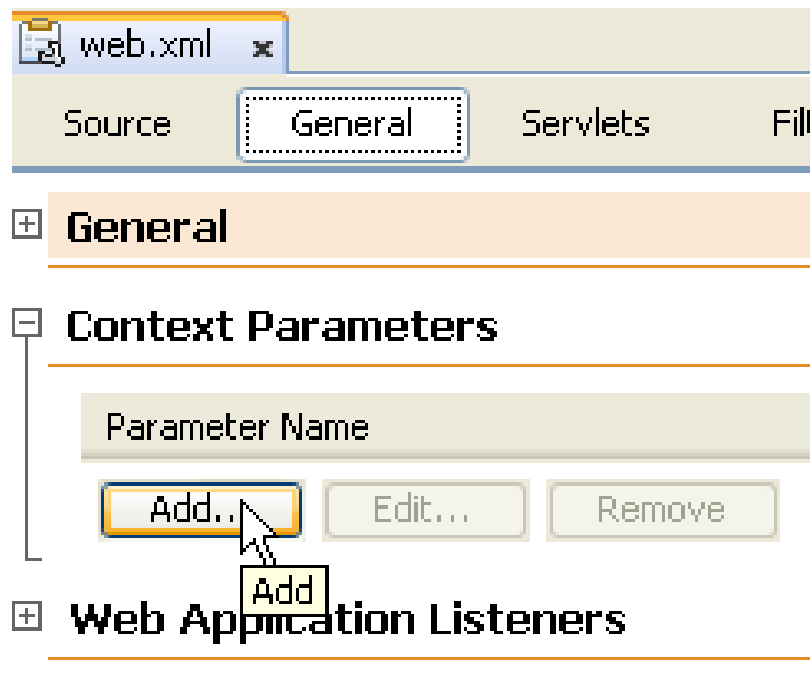 web.xml
Source General Servlets
General
Context Parameters
Parameter Name
Add... Edit... Remove
Add
Web Application Listeners